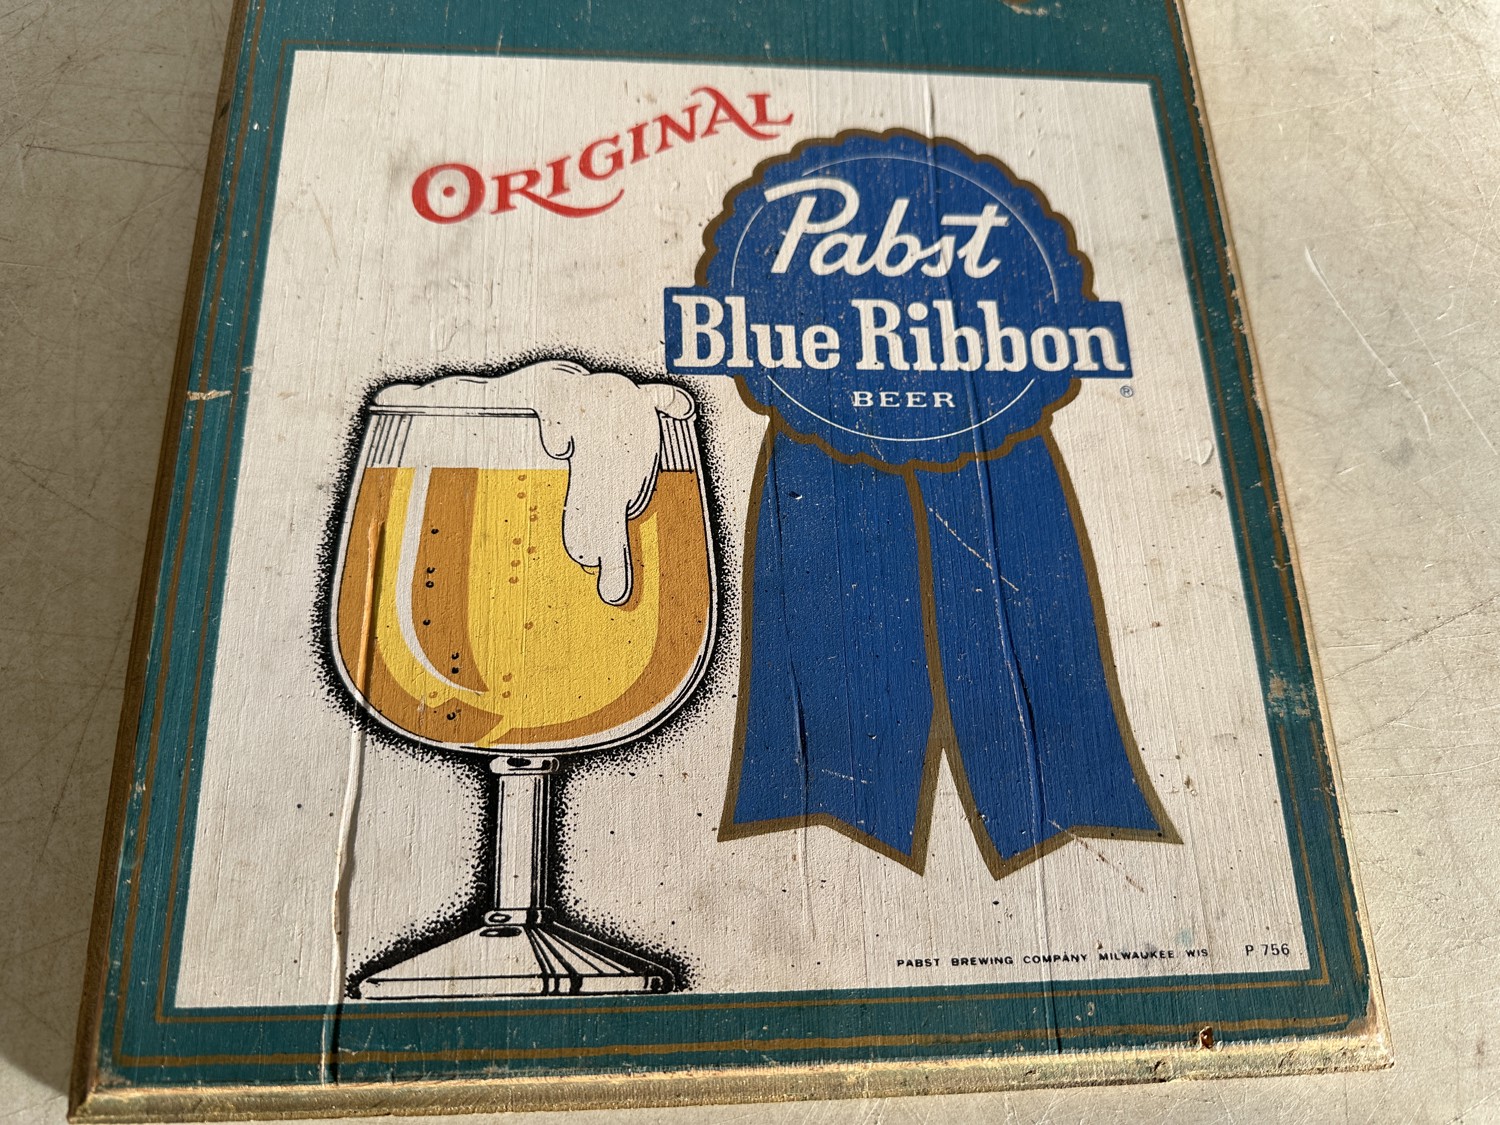 ORIGINAL
Pabst
Blue Ribbon
BEER
®
PABST BREWING COMPANY MILWAUKEE. WIS P 756